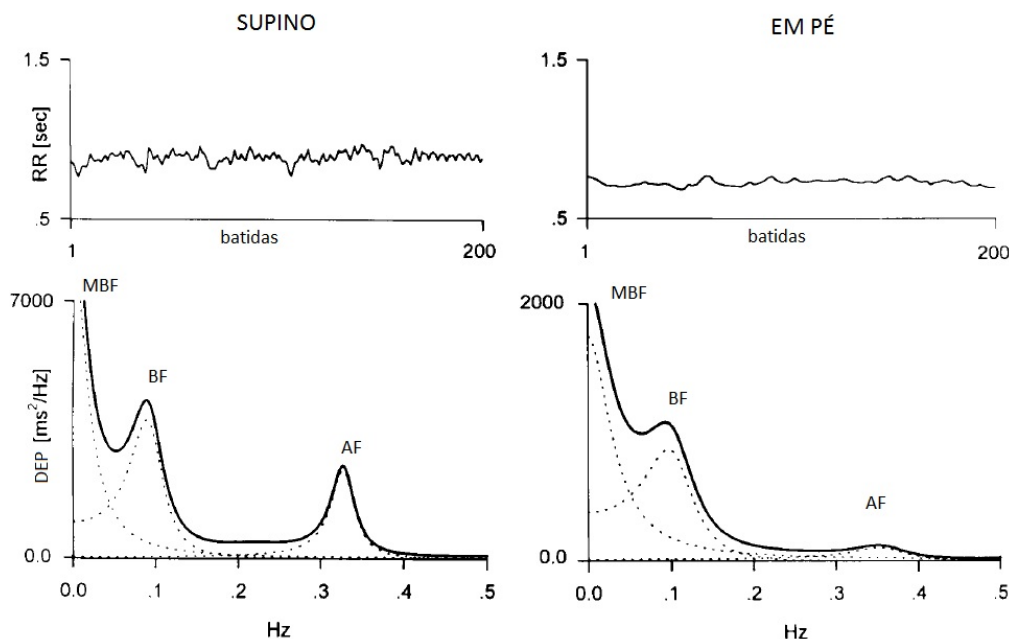 SUPINO
1.5
RR [sec]
.5
1
batidas
200
EM PÉ
1.5
.5
1
batidas
200
7000
MBF
BF
AF
DEP [ms²/Hz]
0.0
0.0 .1 .2 .3 .4 .5
Hz
2000
MBF
BF
AF
0.0
0.0 .1 .2 .3 .4 .5
Hz